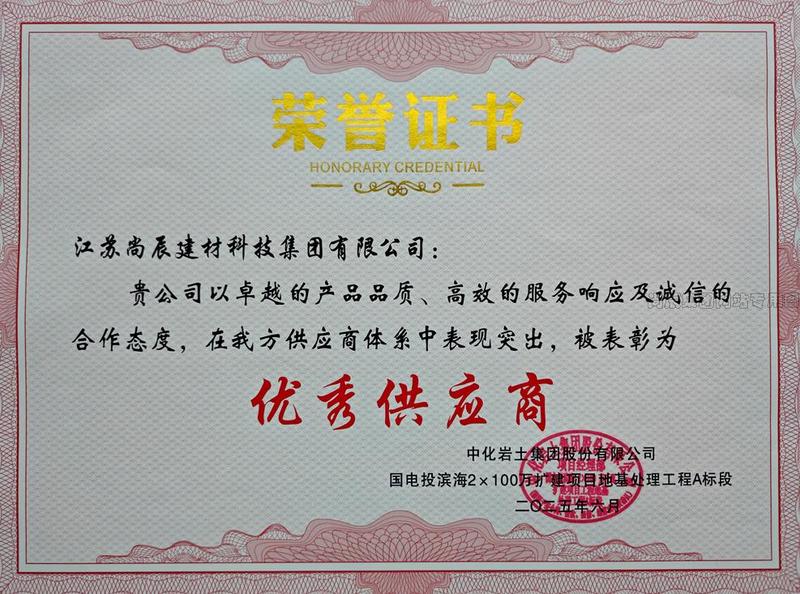 荣誉证书
HONORARY CREDENTIAL
江苏尚辰建材科技集团有限公司：
贵公司以卓越的产品品质、高效的服务响应及诚信的
合作态度，在我方供应商体系中表现突出，被表彰为
优秀供应商
中化岩土集团股份有限公司
国电投滨海2×100万扩建项目地基处理工程A标段
二〇二五年六月
项目经理部